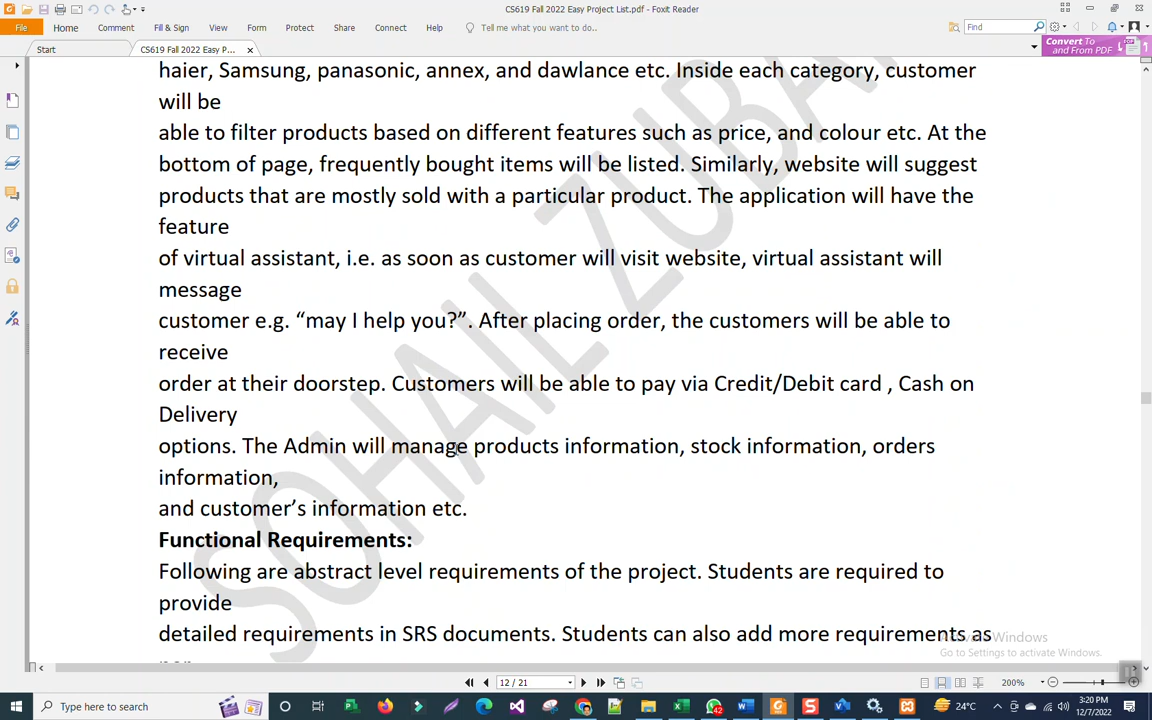 CS619 Fall 2022 Easy Project List.pdf - Foxit Reader
File Home Comment Fill & Sign View Form Protect Share Connect Help Tell me what you want to do.. Find
Start CS619 Fall 2022 Easy P... Convert To and From PDF
haier, Samsung, panasonic, annex, and dawlance etc. Inside each category, customer
will be
able to filter products based on different features such as price, and colour etc. At the
bottom of page, frequently bought items will be listed. Similarly, website will suggest
products that are mostly sold with a particular product. The application will have the
feature
of virtual assistant, i.e. as soon as customer will visit website, virtual assistant will
message
customer e.g. “may I help you?”. After placing order, the customers will be able to
receive
order at their doorstep. Customers will be able to pay via Credit/Debit card , Cash on
Delivery
options. The Admin will manage products information, stock information, orders
information,
and customer’s information etc.
Functional Requirements:
Following are abstract level requirements of the project. Students are required to
provide
detailed requirements in SRS documents. Students can also add more requirements as
SOHAIL ZUBA
Activate Windows
Go to Settings to activate Windows.
12 / 21 200%
Type here to search 42 24°C 3:20 PM
12/7/2022